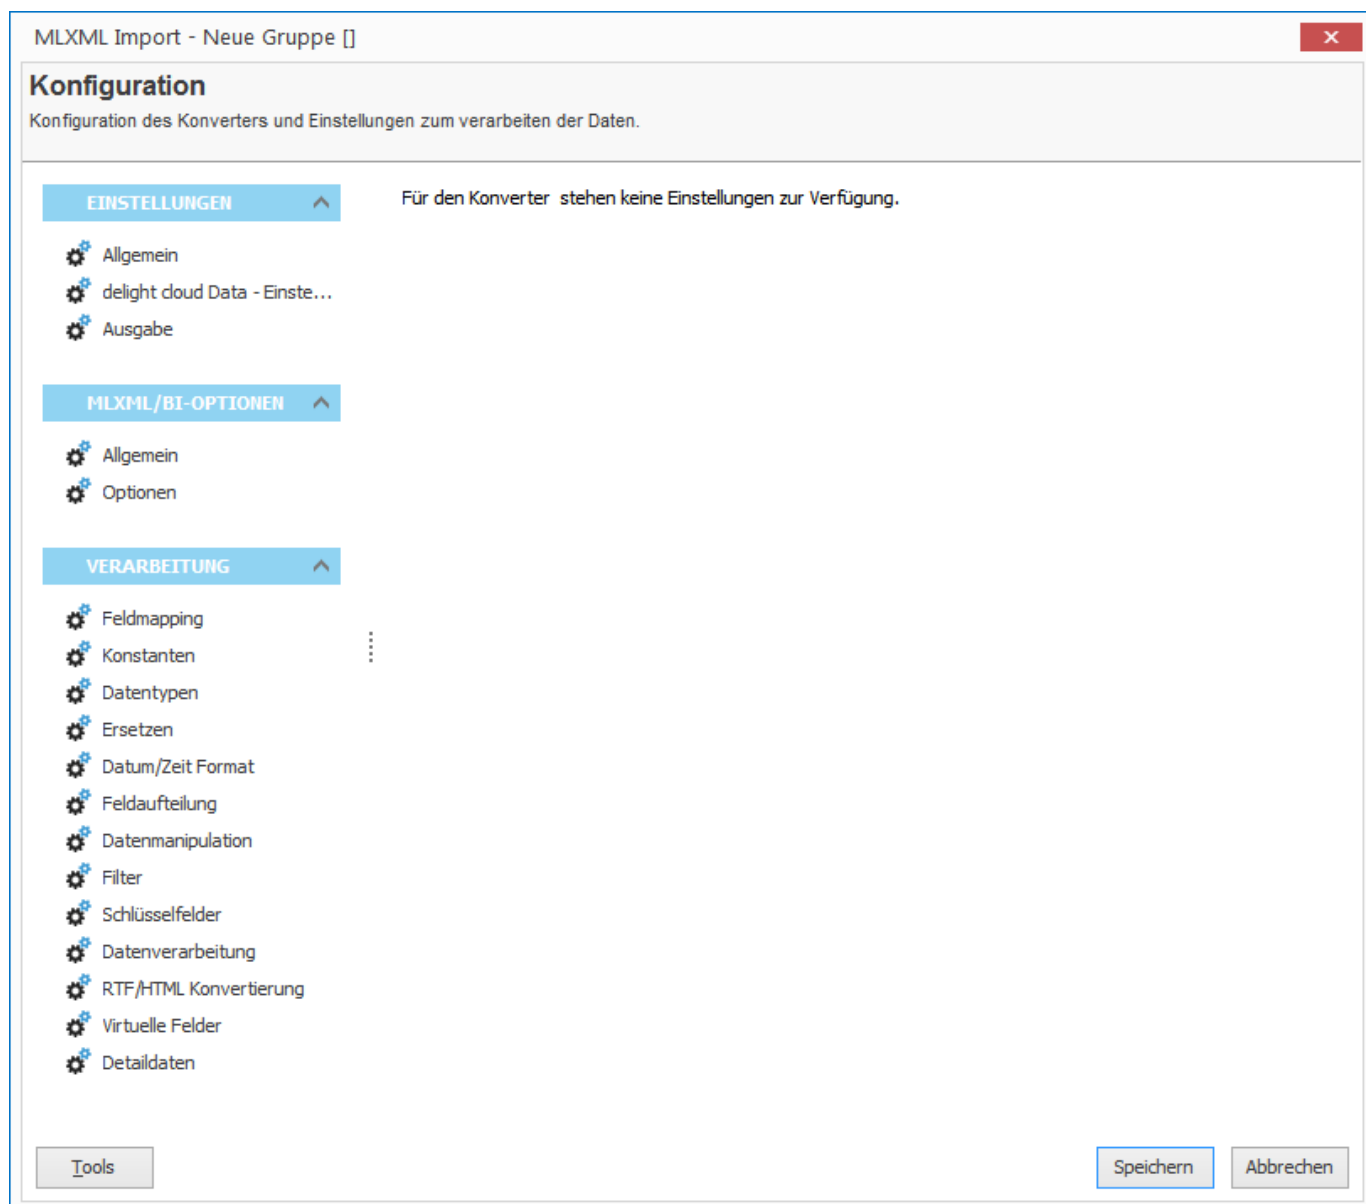 MLXML Import - Neue Gruppe []
Konfiguration
Konfiguration des Konverters und Einstellungen zum verarbeiten der Daten.
EINSTELLUNGEN
Für den Konverter  stehen keine Einstellungen zur Verfügung.
Allgemein
delight cloud Data - Einste...
Ausgabe
MLXML/BI-OPTIONEN
Allgemein
Optionen
VERARBEITUNG
Feldmapping
Konstanten
Datentypen
Ersetzen
Datum/Zeit Format
Feldaufteilung
Datenmanipulation
Filter
Schlüsselfelder
Datenverarbeitung
RTF/HTML Konvertierung
Virtuelle Felder
Detaildaten
Tools
Speichern
Abbrechen